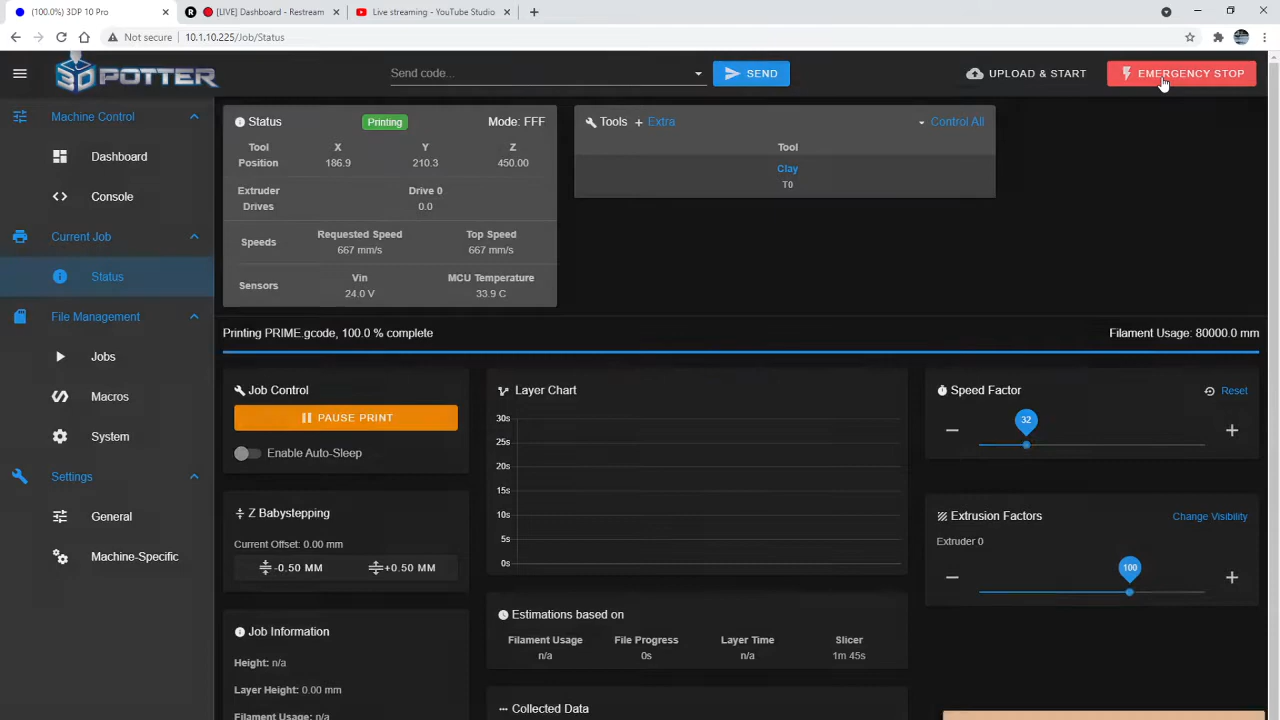 (100.0%) 3DP 10 Pro
[LIVE] Dashboard - Restream
Live streaming - YouTube Studio
Not secure
10.1.10.225/Job/Status
3D POTTER
Send code...
SEND
UPLOAD & START
EMERGENCY STOP
Machine Control
Dashboard
Console
Current Job
Status
File Management
Jobs
Macros
System
Settings
General
Machine-Specific
Status
Printing
Mode: FFF
Tool Position
X
186.9
Y
210.3
Z
450.00
Extruder Drives
Drive 0
0.0
Speeds
Requested Speed
667 mm/s
Top Speed
667 mm/s
Sensors
Vin
24.0 V
MCU Temperature
33.9 C
Tools + Extra
Control All
Tool
Clay
T0
Printing PRIME.gcode, 100.0 % complete
Filament Usage: 80000.0 mm
Job Control
PAUSE PRINT
Enable Auto-Sleep
Z Babystepping
Current Offset: 0.00 mm
-0.50 MM
+0.50 MM
Job Information
Height: n/a
Layer Height: 0.00 mm
Filament Usage: n/a
Layer Chart
30s
25s
20s
15s
10s
5s
0s
Estimations based on
Filament Usage
n/a
File Progress
0s
Layer Time
n/a
Slicer
1m 45s
Collected Data
Speed Factor
Reset
32
Extrusion Factors
Change Visibility
Extruder 0
100